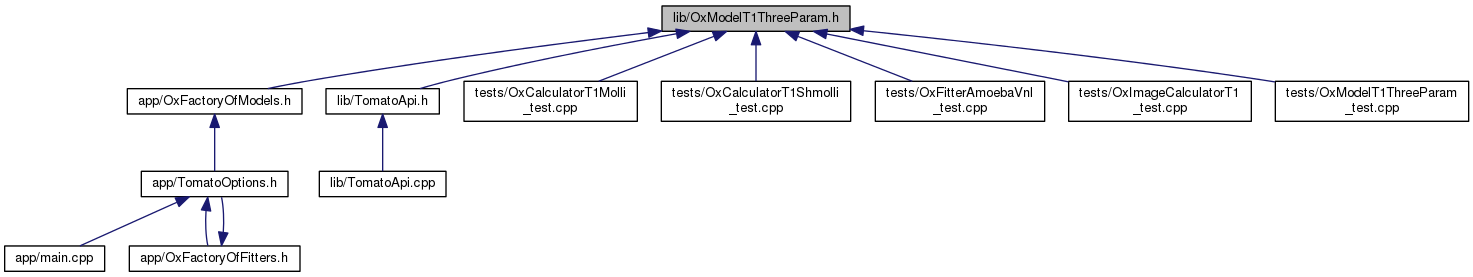 lib/OxModelT1ThreeParam.h
app/OxFactoryOfModels.h
lib/TomatoApi.h
tests/OxCalculatorT1Molli
_test.cpp
tests/OxCalculatorT1Shmolli
_test.cpp
tests/OxFitterAmoebaVnl
_test.cpp
tests/OxImageCalculatorT1
_test.cpp
tests/OxModelT1ThreeParam
_test.cpp
app/TomatoOptions.h
lib/TomatoApi.cpp
app/main.cpp
app/OxFactoryOfFitters.h